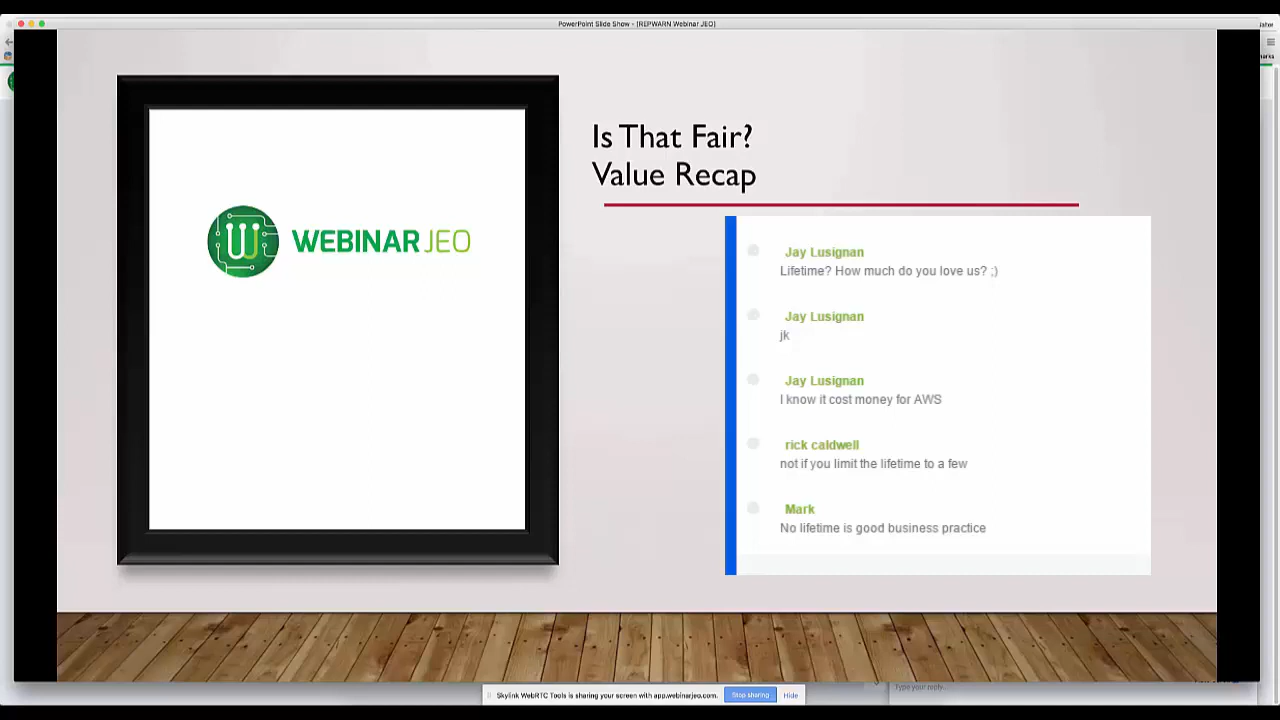 PowerPoint Slide Show - [REPWARN Webinar JEO]
Is That Fair?
Value Recap
WEBINAR JEO
Jay Lusignan
Lifetime? How much do you love us? ;)
Jay Lusignan
jk
Jay Lusignan
I know it cost money for AWS
rick caldwell
not if you limit the lifetime to a few
Mark
No lifetime is good business practice
Skylink WebRTC Tools is sharing your screen with app.webinarjeo.com.
Stop sharing
Hide
Type your reply...